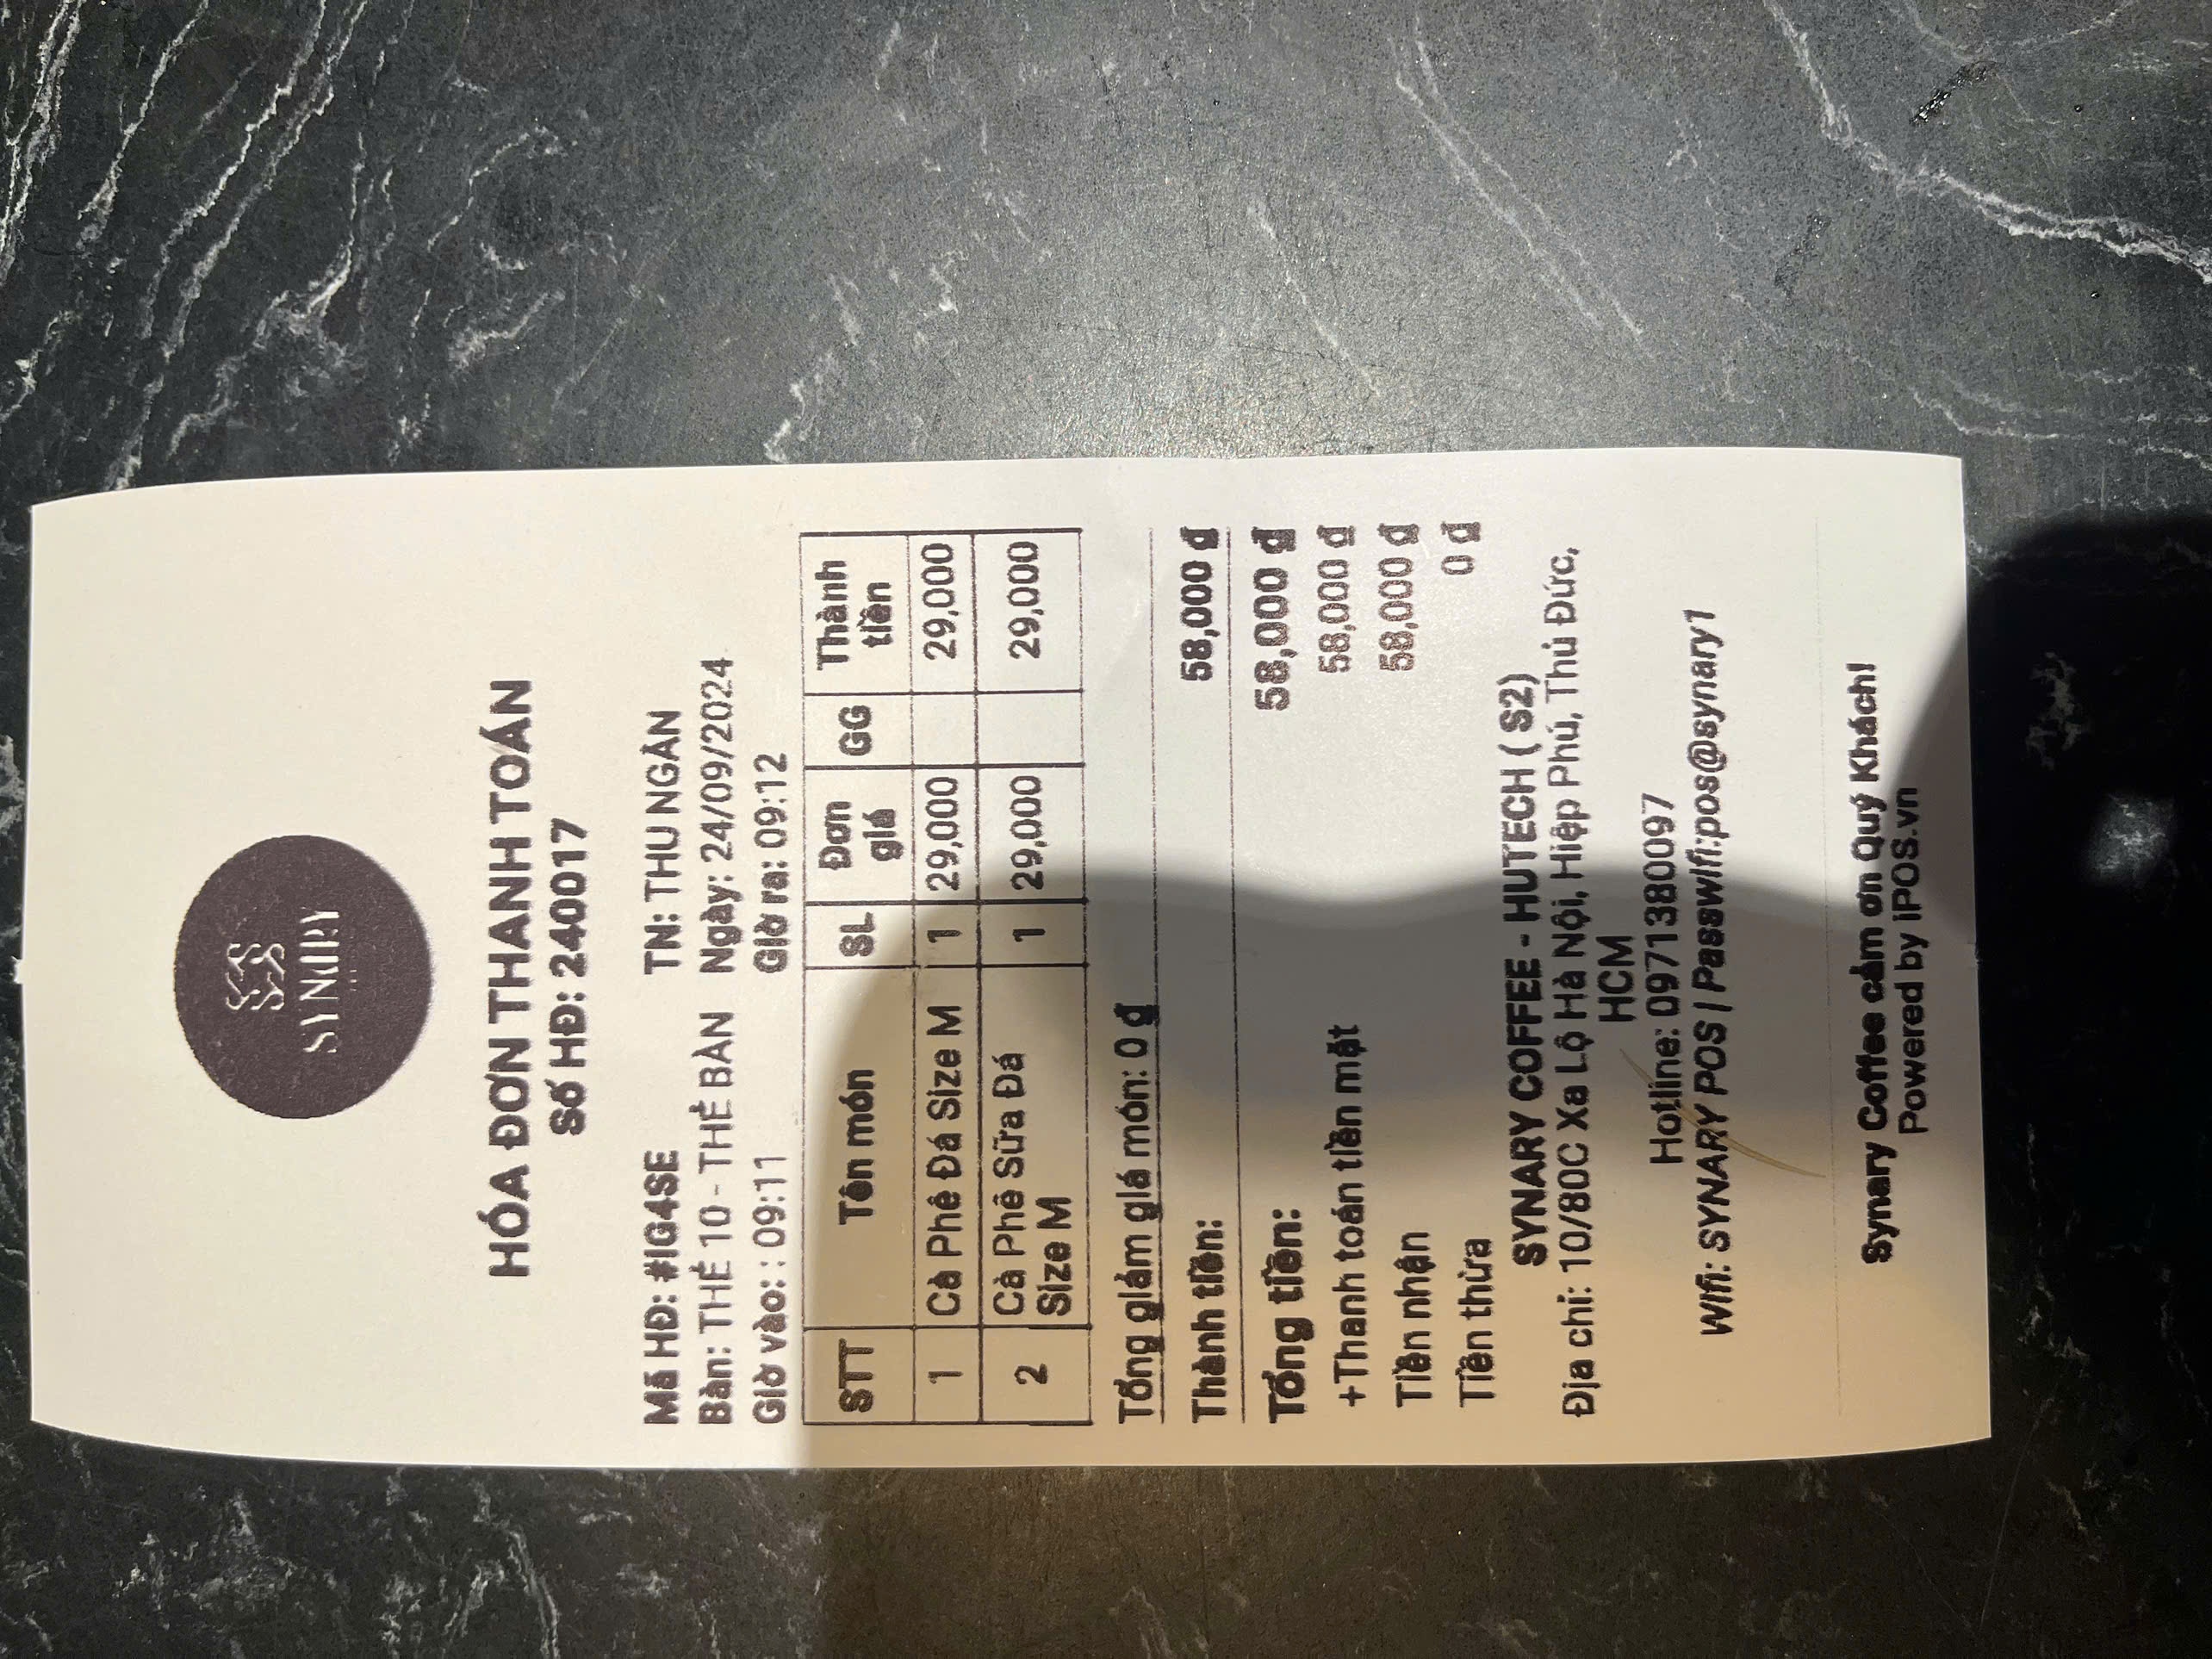 SYNARY
HÓA ĐƠN THANH TOÁN
Số HĐ: 240017
Mã HĐ: #IG4SE TN: THU NGÂN
Bàn: THẺ 10 - THẺ BÀN Ngày: 24/09/2024
Giờ vào: : 09:11 Giờ ra: 09:12
STT Tên món SL Đơn giá GG Thành tiền
1 Cà Phê Đá Size M 1 29,000 29,000
2 Cà Phê Sữa Đá 1 29,000 29,000
Size M
Tổng giảm giá món: 0 đ
Thành tiền: 58,000 đ
Tổng tiền: 58,000 đ
+Thanh toán tiền mặt 58,000 đ
Tiền nhận 58,000 đ
Tiền thừa 0 đ
SYNARY COFFEE - HUTECH ( S2)
Địa chỉ: 10/80C Xa Lộ Hà Nội, Hiệp Phú, Thủ Đức,
HCM
Hotline: 0971380097
Wifi: SYNARY POS | Passwifi:pos@synary1
Synary Coffee cảm ơn Quý Khách!
Powered by iPOS.vn